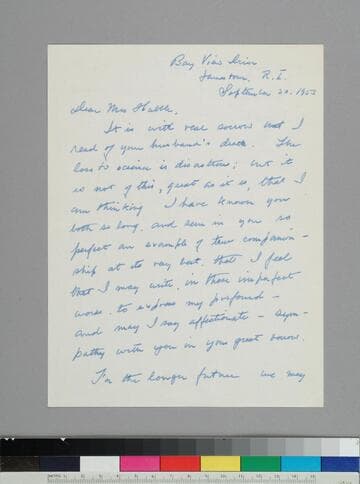 Bay View Drive
Jamestown, R. I.
September 30, 1953
Dear Mrs Hubble,
It is with real sorrow that I
read of your husband's death. The
loss to science is disastrous; but it
is not of this, great as it is, that I
am thinking I have known you
both so long. and seen in you so
perfect an example of true companion-
ship at its very best. that I feel
that I may write, in these imperfect
words. to express my profound -
and may I say affectionate - sym-
pathy with you in your great sorrow.
For the longer future we may